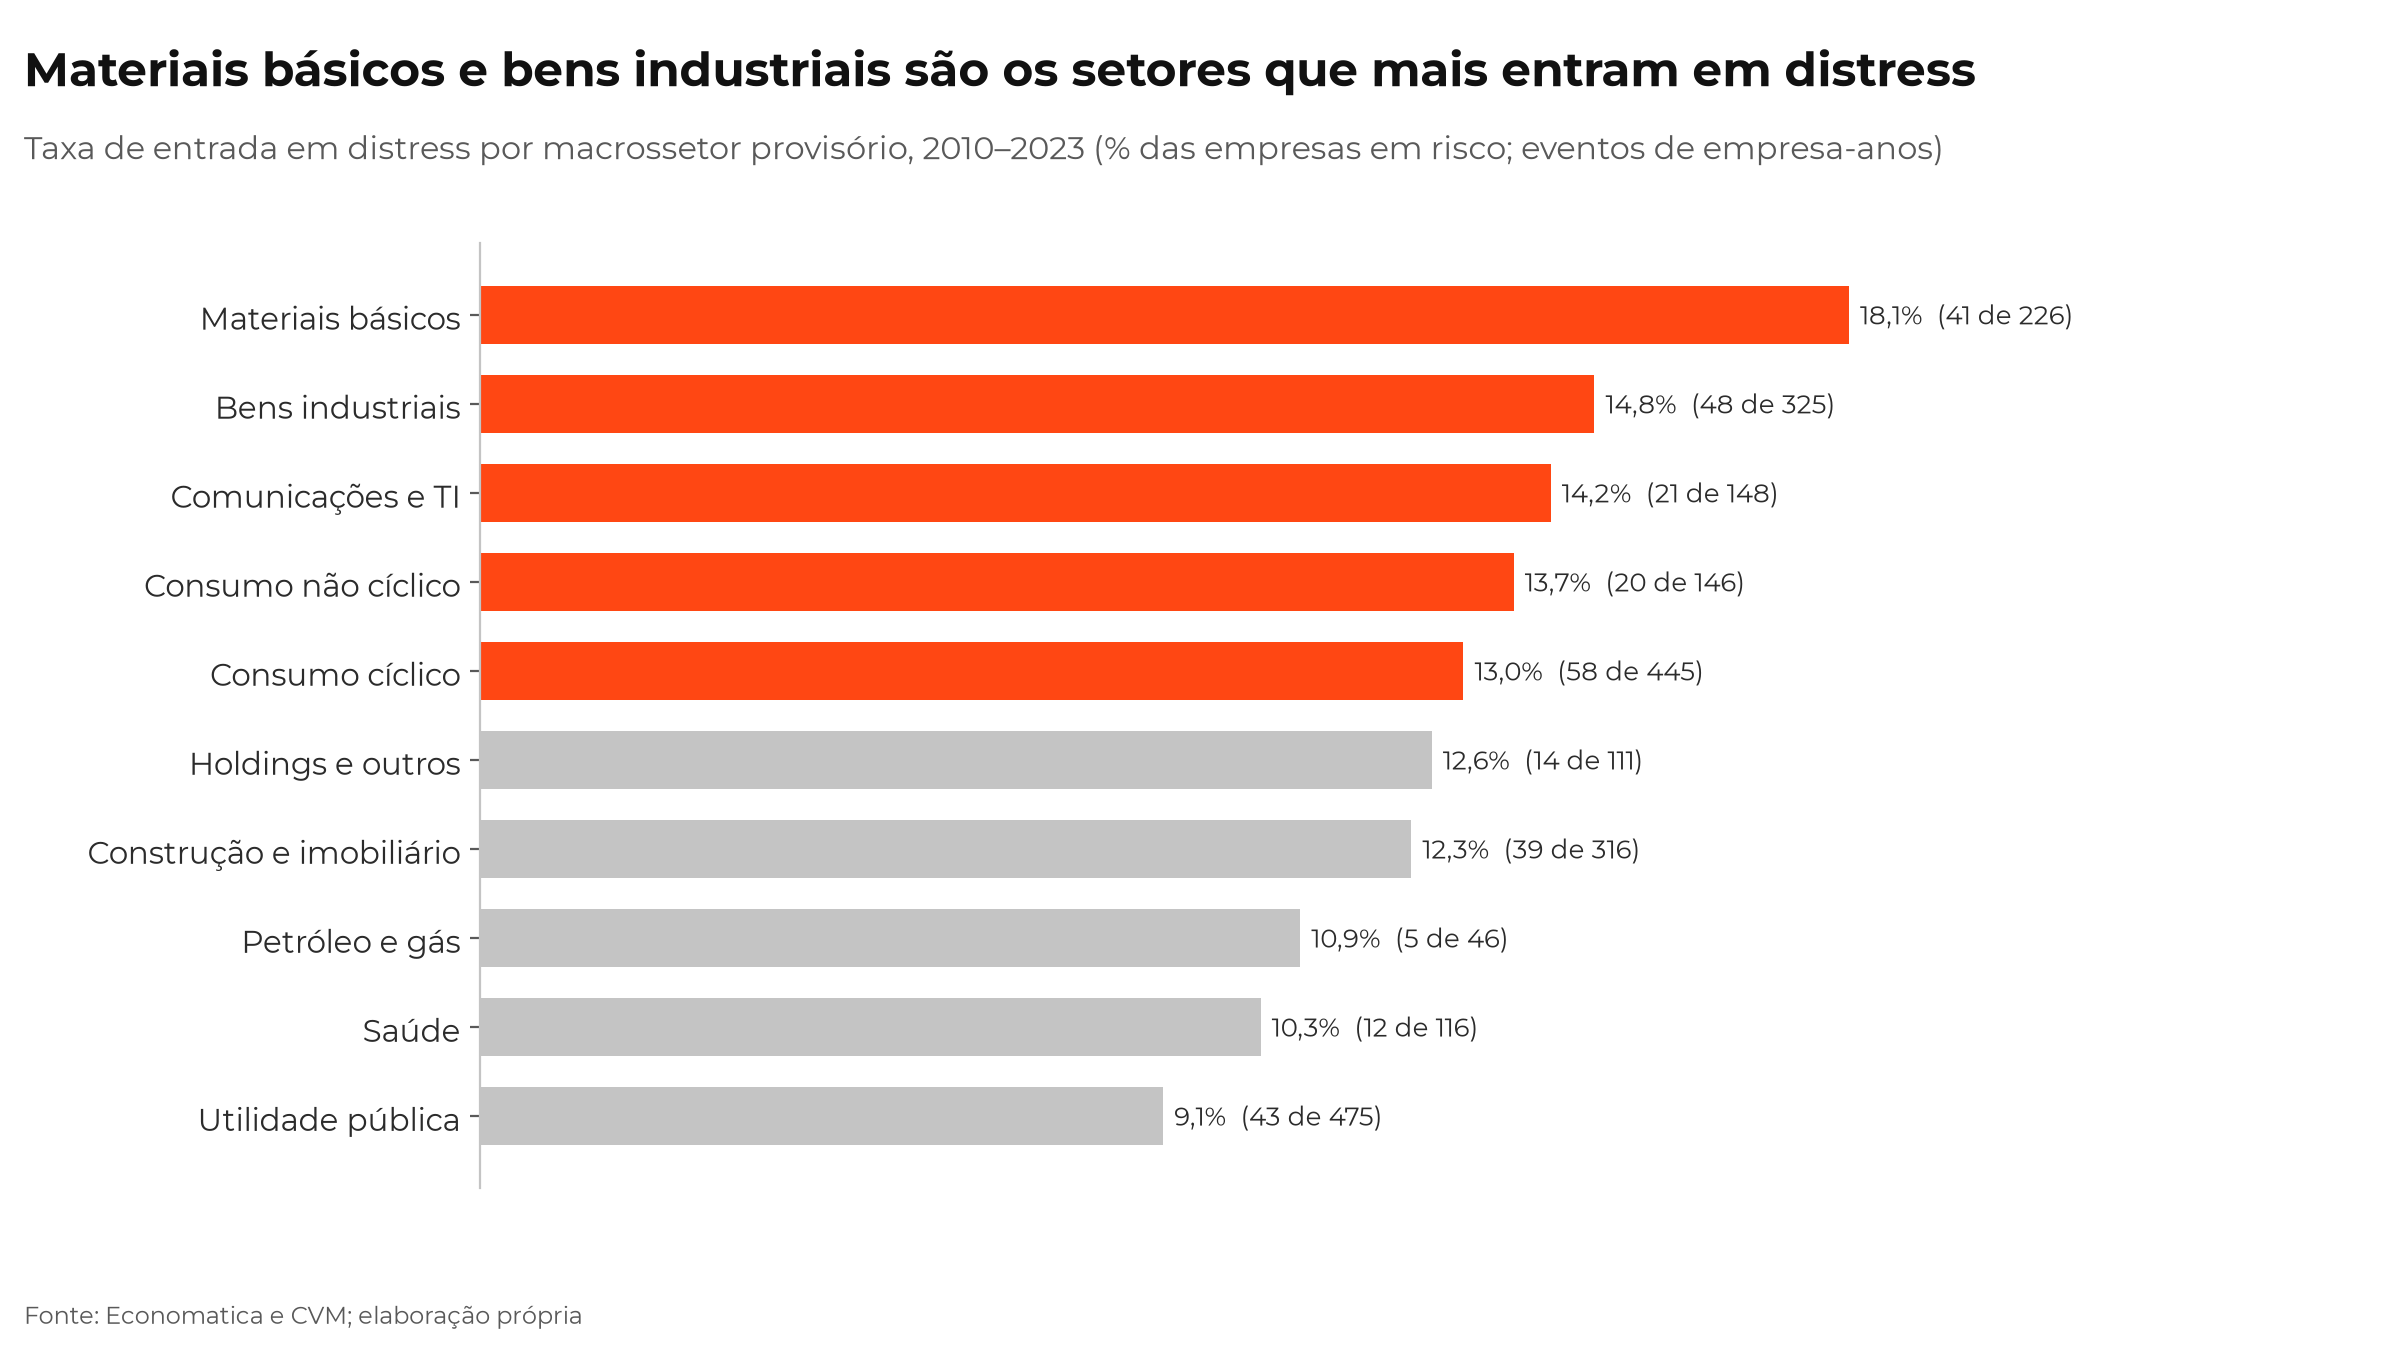 Materiais básicos e bens industriais são os setores que mais entram em distress
Taxa de entrada em distress por macrossetor provisório, 2010–2023 (% das empresas em risco; eventos de empresa-anos)
Materiais básicos 18,1% (41 de 226)
Bens industriais 14,8% (48 de 325)
Comunicações e TI 14,2% (21 de 148)
Consumo não cíclico 13,7% (20 de 146)
Consumo cíclico 13,0% (58 de 445)
Holdings e outros 12,6% (14 de 111)
Construção e imobiliário 12,3% (39 de 316)
Petróleo e gás 10,9% (5 de 46)
Saúde 10,3% (12 de 116)
Utilidade pública 9,1% (43 de 475)
Fonte: Economatica e CVM; elaboração própria